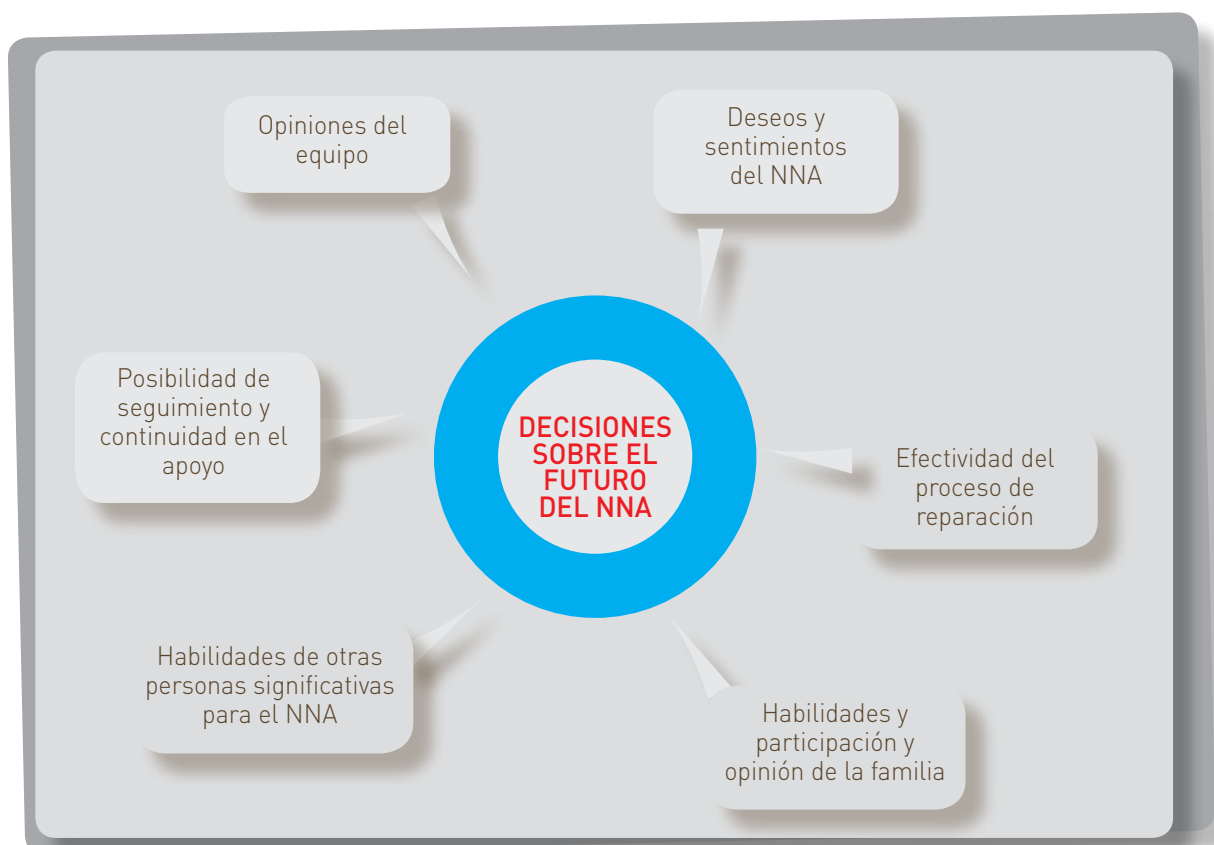 Opiniones del
equipo
Deseos y
sentimientos
del NNA
Posibilidad de
seguimiento y
continuidad en el
apoyo
DECISIONES
SOBRE EL
FUTURO
DEL NNA
Efectividad del
proceso de
reparación
Habilidades de otras
personas significativas
para el NNA
Habilidades y
participación y
opinión de la familia